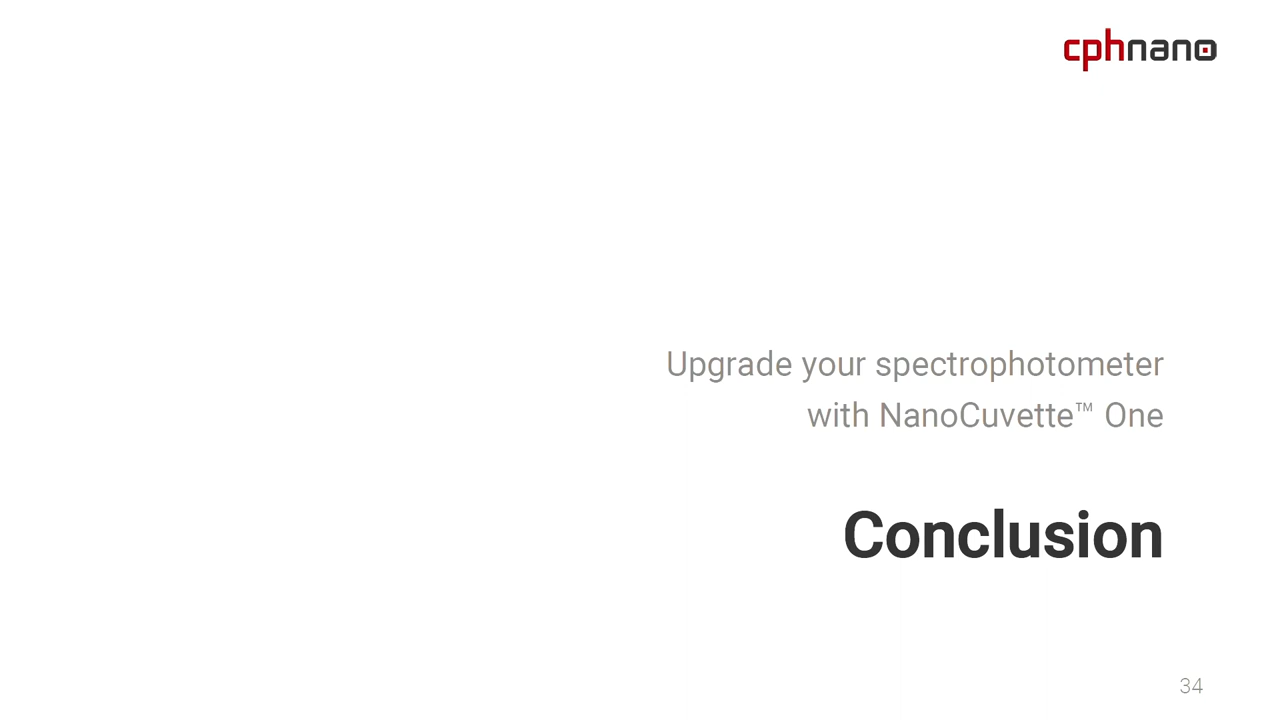 cphnano
Upgrade your spectrophotometer
with NanoCuvette™ One
Conclusion
34